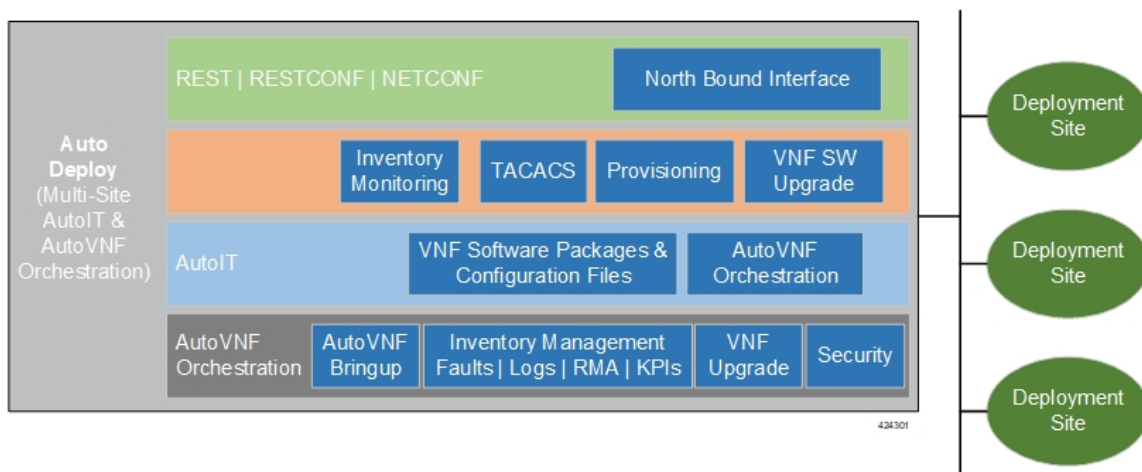 Auto
Deploy
(Multi-Site
AutoIT &
AutoVNF
Orchestration)
REST | RESTCONF | NETCONF
North Bound Interface
Inventory
Monitoring
TACACS
Provisioning
VNF SW
Upgrade
AutoIT
VNF Software Packages &
Configuration Files
AutoVNF
Orchestration
AutoVNF
Orchestration
AutoVNF
Bringup
Inventory Management
Faults | Logs | RMA | KPIs
VNF
Upgrade
Security
424301
Deployment
Site
Deployment
Site
Deployment
Site